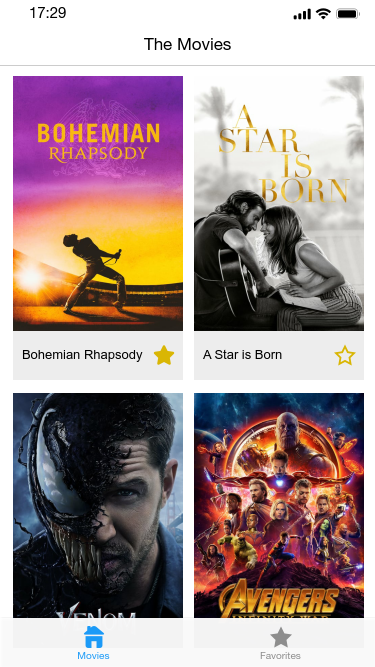 17:29
The Movies
BOHEMIAN
RHAPSODY
A
STAR
IS
BORN
Bohemian Rhapsody
A Star is Born
VENOM
AVENGERS
INFINITY WAR
Movies
Favorites